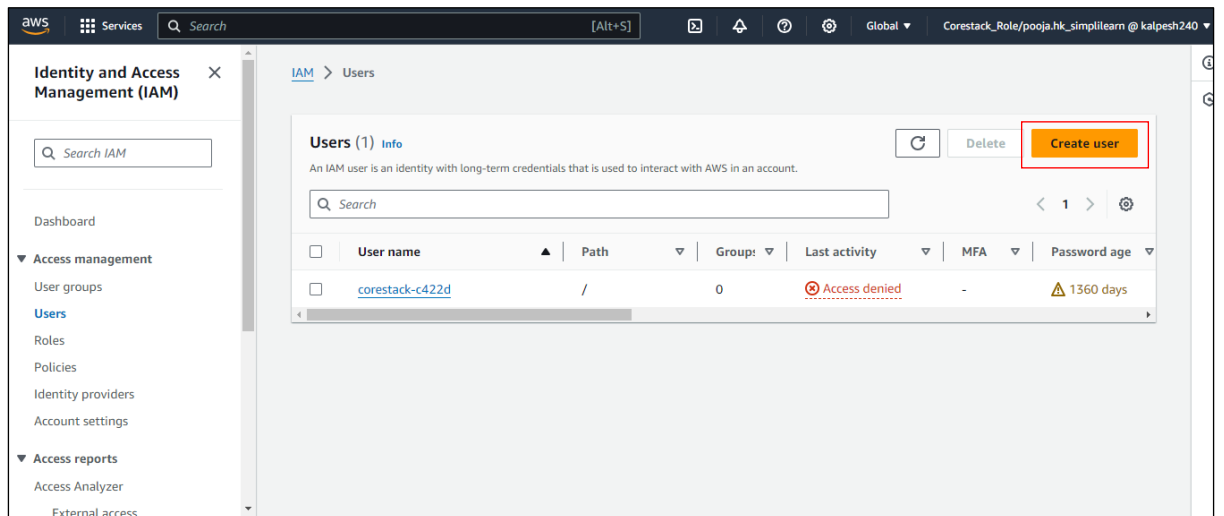 aws Services Search [Alt+S] Global Corestack_Role/pooja.hk_simplilearn @ kalpesh240
Identity and Access
Management (IAM)
Search IAM
Dashboard
Access management
User groups
Users
Roles
Policies
Identity providers
Account settings
Access reports
Access Analyzer
External access
IAM > Users
Users (1) Info
Delete
Create user
An IAM user is an identity with long-term credentials that is used to interact with AWS in an account.
Search
1
User name Path Groups Last activity MFA Password age
corestack-c422d / 0 Access denied - 1360 days